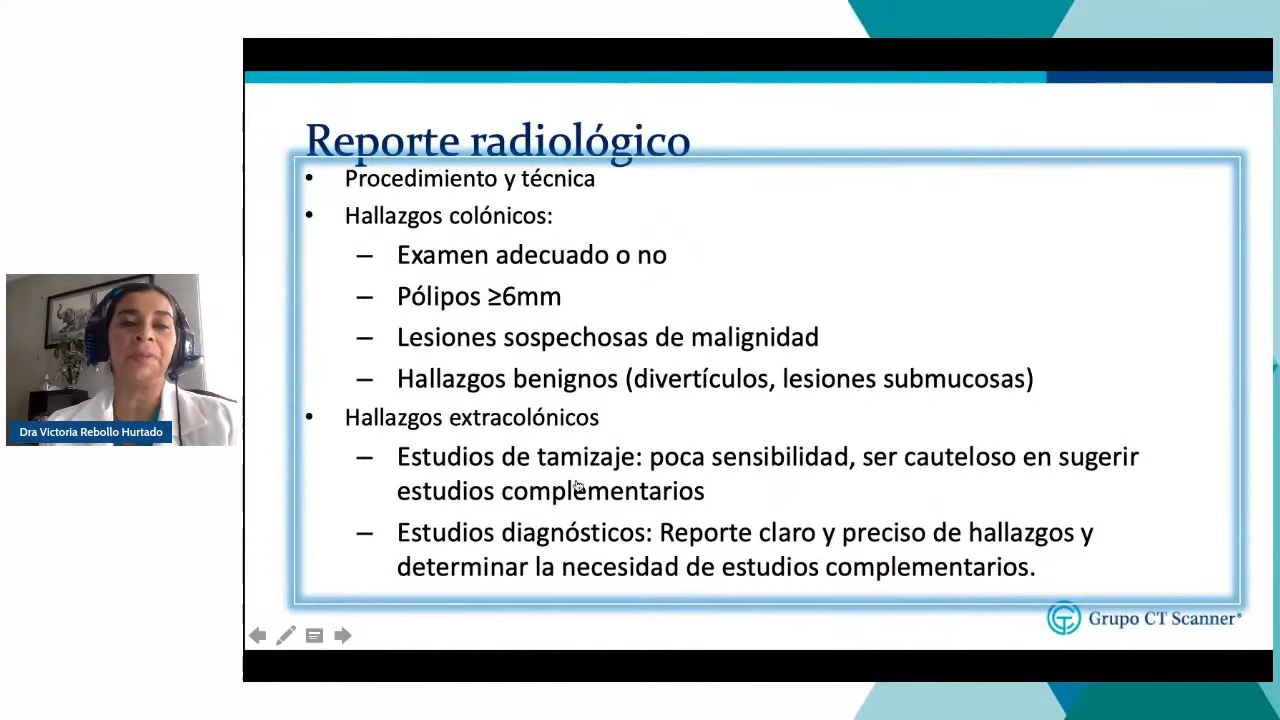 Reporte radiológico
• Procedimiento y técnica
• Hallazgos colónicos:
– Examen adecuado o no
– Pólipos ≥6mm
– Lesiones sospechosas de malignidad
– Hallazgos benignos (divertículos, lesiones submucosas)
• Hallazgos extracolónicos
– Estudios de tamizaje: poca sensibilidad, ser cauteloso en sugerir
estudios complementarios
– Estudios diagnósticos: Reporte claro y preciso de hallazgos y
determinar la necesidad de estudios complementarios.
Dra Victoria Rebollo Hurtado
Grupo CT Scanner®